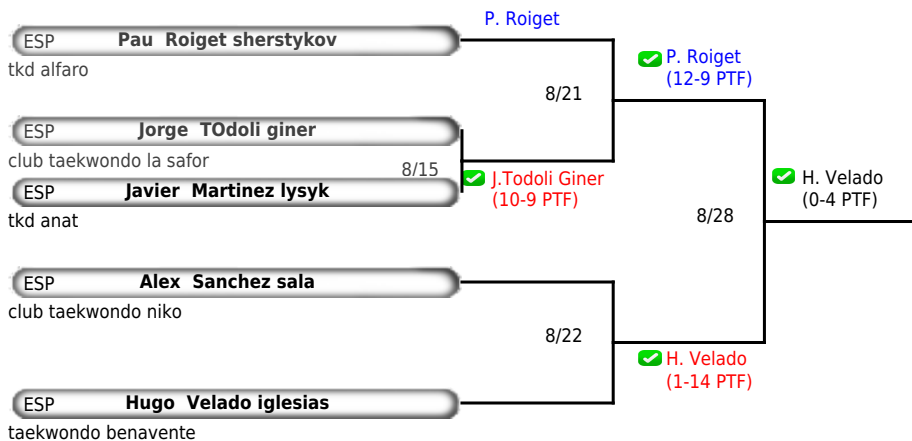 P. Roiget
ESP Pau Roiget sherstykov
tkd alfaro
P. Roiget
(12-9 PTF)
8/21
ESP Jorge TOdoli giner
club taekwondo la safor
8/15
J.Todoli Giner
(10-9 PTF)
ESP Javier Martinez lysyk
tkd anat
H. Velado
(0-4 PTF)
8/28
ESP Alex Sanchez sala
club taekwondo niko
8/22
H. Velado
(1-14 PTF)
ESP Hugo Velado iglesias
taekwondo benavente